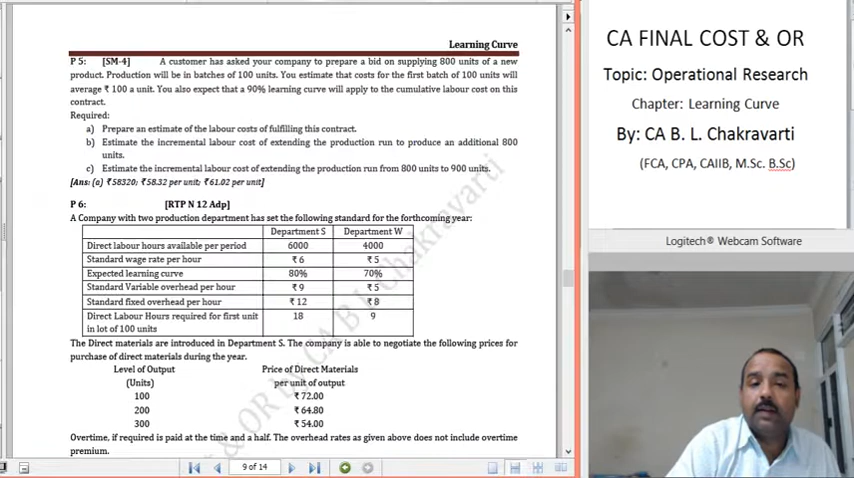 Learning Curve
P 5: [SM-4] A customer has asked your company to prepare a bid on supplying 800 units of a new
product. Production will be in batches of 100 units. You estimate that costs for the first batch of 100 units will
average ₹ 100 a unit. You also expect that a 90% learning curve will apply to the cumulative labour cost on this
contract.
Required:
a) Prepare an estimate of the labour costs of fulfilling this contract.
b) Estimate the incremental labour cost of extending the production run to produce an additional 800
units.
c) Estimate the incremental labour cost of extending the production run from 800 units to 900 units.
[Ans: (a) ₹58320; ₹58.32 per unit; ₹61.02 per unit]
P 6: [RTP N 12 Adp]
A Company with two production department has set the following standard for the forthcoming year:
Department S Department W
Direct labour hours available per period 6000 4000
Standard wage rate per hour ₹ 6 ₹ 5
Expected learning curve 80% 70%
Standard Variable overhead per hour ₹ 9 ₹ 5
Standard fixed overhead per hour ₹ 12 ₹ 8
Direct Labour Hours required for first unit 18 9
in lot of 100 units
The Direct materials are introduced in Department S. The company is able to negotiate the following prices for
purchase of direct materials during the year.
Level of Output Price of Direct Materials
(Units) per unit of output
100 ₹ 72.00
200 ₹ 64.80
300 ₹ 54.00
Overtime, if required is paid at the time and a half. The overhead rates as given above does not include overtime
premium.
& OR by CA B L Chakravarti
9 of 14
CA FINAL COST & OR
Topic: Operational Research
Chapter: Learning Curve
By: CA B. L. Chakravarti
(FCA, CPA, CAIIB, M.Sc. B.Sc)
Logitech® Webcam Software